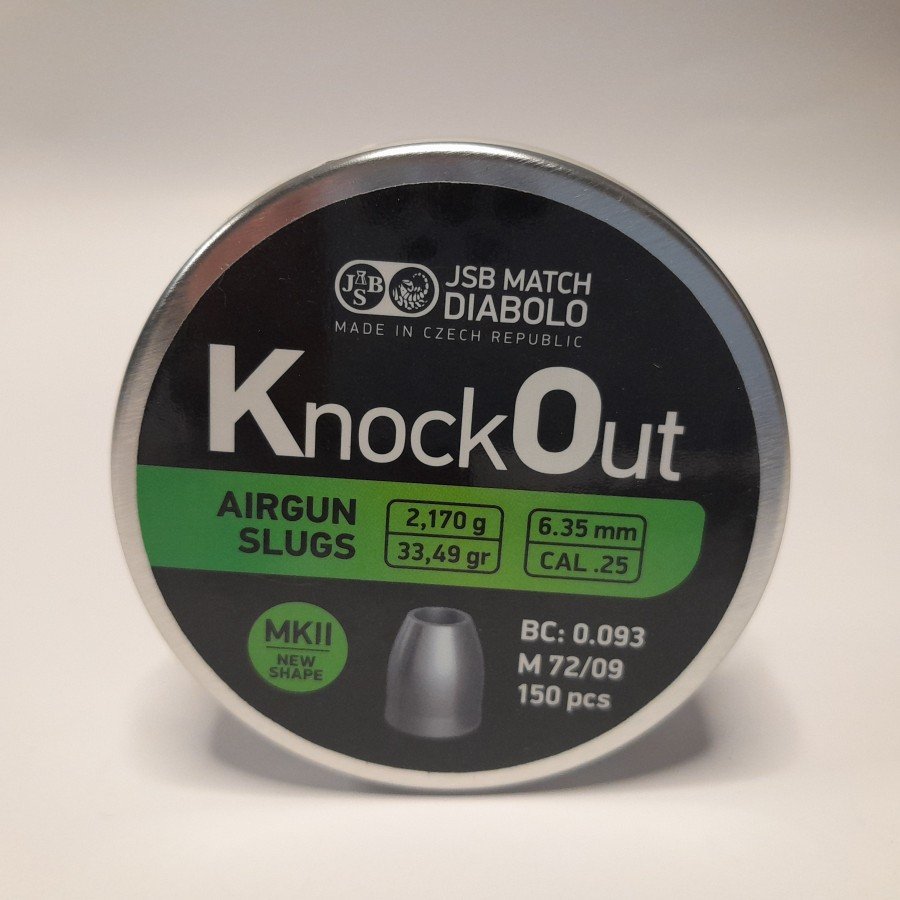 JSB
JSB MATCH
DIABOLO
MADE IN CZECH REPUBLIC
KnockOut
AIRGUN
SLUGS
2,170 g
33,49 gr
6.35 mm
CAL .25
MKII
NEW
SHAPE
BC: 0.093
M 72/09
150 pcs